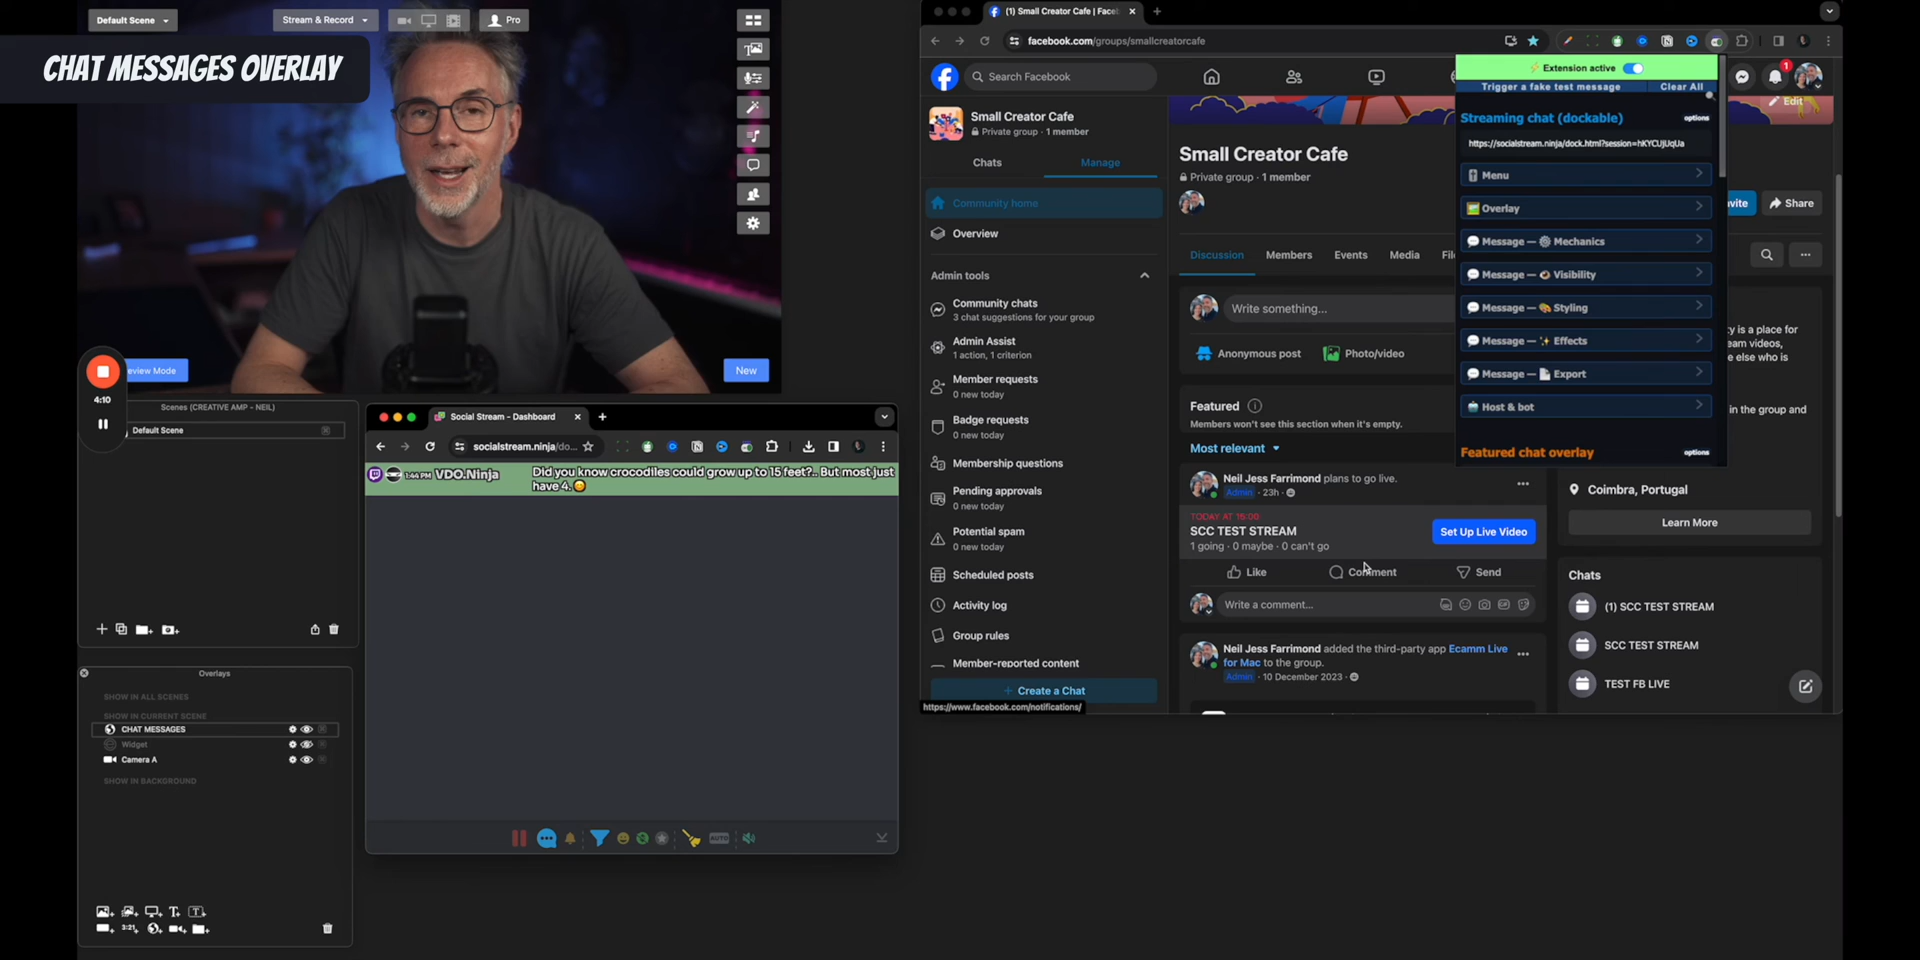 Default Scene
Stream & Record
Pro
CHAT MESSAGES OVERLAY
4:10
eview Mode
New
Scenes (CREATIVE AMP - NEIL)
Default Scene
Overlays
SHOW IN ALL SCENES
SHOW IN CURRENT SCENE
CHAT MESSAGES
Widget
Camera A
SHOW IN BACKGROUND
3:21
Social Stream - Dashboard
socialstream.ninja/do...
1:44 PM VDO.Ninja
Did you know crocodiles could grow up to 15 feet?.. But most just
have 4. 😊
AUTO
(1) Small Creator Cafe | Face
facebook.com/groups/smallcreatorcafe
Search Facebook
1
Small Creator Cafe
Private group · 1 member
Chats
Manage
Community home
Overview
Admin tools
Community chats
3 chat suggestions for your group
Admin Assist
1 action, 1 criterion
Member requests
0 new today
Badge requests
0 new today
Membership questions
Pending approvals
0 new today
Potential spam
0 new today
Scheduled posts
Activity log
Group rules
Member-reported content
+ Create a Chat
https://www.facebook.com/notifications/
Edit
Small Creator Cafe
Private group · 1 member
nvite
Share
Discussion
Members
Events
Media
Fil
Write something...
Anonymous post
Photo/video
Featured
Members won't see this section when it's empty.
Most relevant
Neil Jess Farrimond plans to go live.
Admin · 23h ·
TODAY AT 15:00
SCC TEST STREAM
1 going · 0 maybe · 0 can't go
Set Up Live Video
Like
Comment
Send
Write a comment...
Neil Jess Farrimond added the third-party app Ecamm Live
for Mac to the group.
Admin · 10 December 2023 ·
Extension active
Trigger a fake test message
Clear All
Streaming chat (dockable)
options
https://socialstream.ninja/dock.html?session=hKYCUjUqUa
Menu
Overlay
Message — Mechanics
Message — Visibility
Message — Styling
Message — Effects
Message — Export
Host & bot
Featured chat overlay
options
y is a place for
eam videos,
e else who is
in the group and
Coimbra, Portugal
Learn More
Chats
(1) SCC TEST STREAM
SCC TEST STREAM
TEST FB LIVE